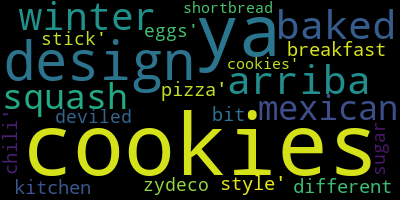 shortbread
winter ya baked
stick' eggs'
design breakfast
cookies'
squash pizza' arriba
mexican
chili' deviled bit
cookies sugar
kitchen zydeco style' different